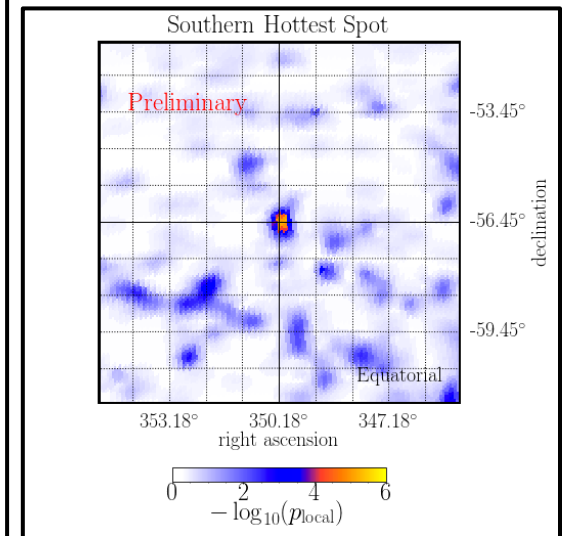 Southern Hottest Spot
Preliminary
-53.45°
-56.45°
-59.45°
declination
Equatorial
353.18° 350.18° 347.18°
right ascension
0 2 4 6
− log₁₀(p_local)